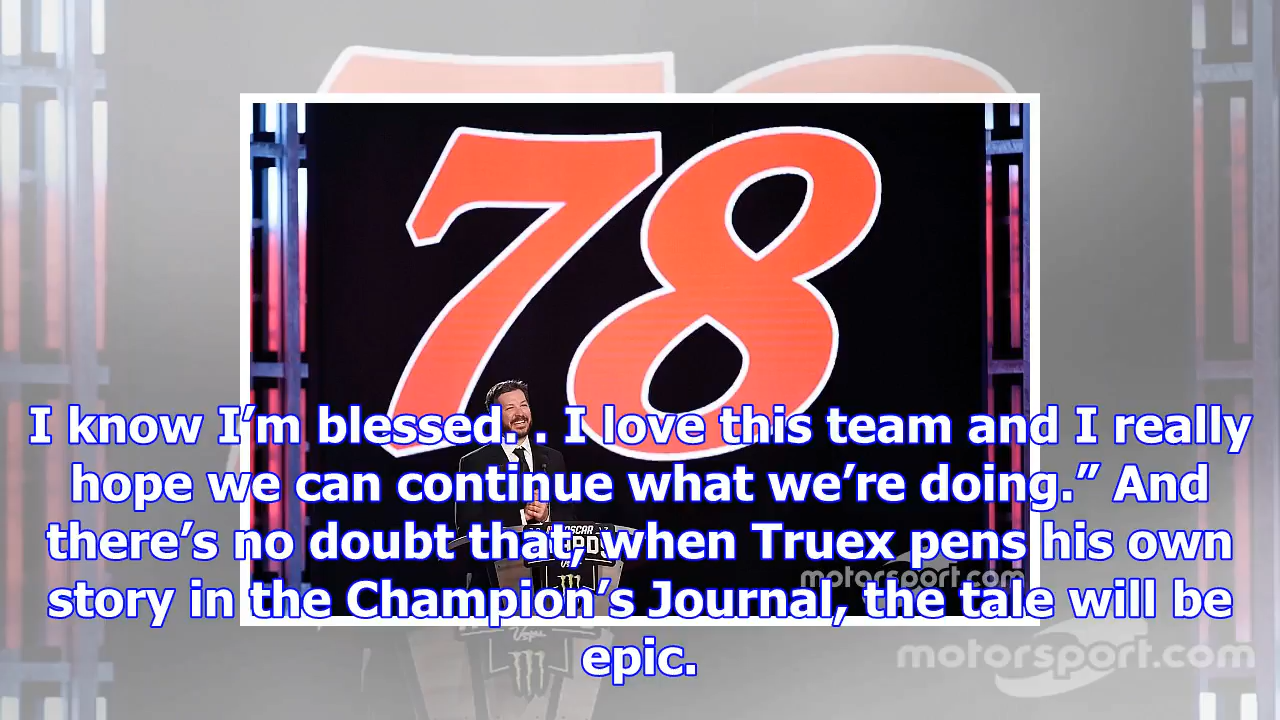 78
I know I’m blessed. . I love this team and I really
hope we can continue what we’re doing.” And
there’s no doubt that, when Truex pens his own
story in the Champion’s Journal, the tale will be
epic.
motorsport.com
motorsport.com